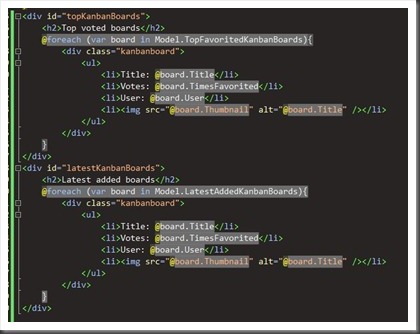 <div id="topKanbanBoards">
<h2>Top voted boards</h2>
@foreach (var board in Model.TopFavoritedKanbanBoards){
<div class="kanbanboard">
<ul>
<li>Title: @board.Title</li>
<li>Votes: @board.TimesFavorited</li>
<li>User: @board.User</li>
<li><img src="@board.Thumbnail" alt="@board.Title" /></li>
</ul>
</div>
}
</div>
<div id="latestKanbanBoards">
<h2>Latest added boards</h2>
@foreach (var board in Model.LatestAddedKanbanBoards){
<div class="kanbanboard">
<ul>
<li>Title: @board.Title</li>
<li>Votes: @board.TimesFavorited</li>
<li>User: @board.User</li>
<li><img src="@board.Thumbnail" alt="@board.Title" /></li>
</ul>
</div>
}
</div>